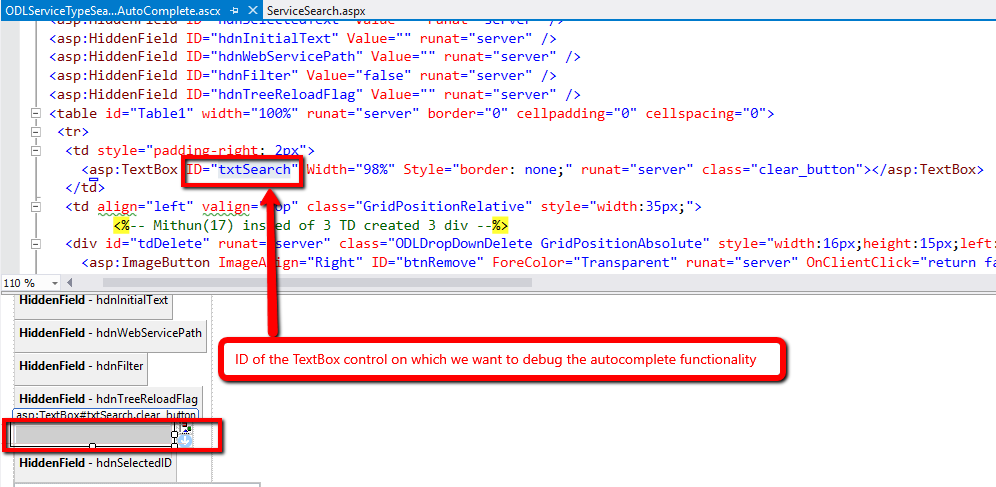 ODLServiceTypeSea...AutoComplete.ascx ServiceSearch.aspx
<asp:HiddenField ID="hdnSelectedText" Value="" runat="server" />
<asp:HiddenField ID="hdnInitialText" Value="" runat="server" />
<asp:HiddenField ID="hdnWebServicePath" Value="" runat="server" />
<asp:HiddenField ID="hdnFilter" Value="false" runat="server" />
<asp:HiddenField ID="hdnTreeReloadFlag" Value="" runat="server" />
<table id="Table1" width="100%" runat="server" border="0" cellpadding="0" cellspacing="0">
<tr>
<td style="padding-right: 2px">
<asp:TextBox ID="txtSearch" Width="98%" Style="border: none;" runat="server" class="clear_button"></asp:TextBox>
</td>
<td align="left" valign= op" class="GridPositionRelative" style="width:35px;">
<%-- Mithun(17) insted of 3 TD created 3 div --%>
<div id="tdDelete" runat= server" class="ODLDropDownDelete GridPositionAbsolute" style="width:16px;height:15px;left:
<asp:ImageButton ImageAlign="Right" ID="btnRemove" ForeColor="Transparent" runat="server" OnClientClick="return fa
110 %
HiddenField - hdnInitialText
HiddenField - hdnWebServicePath
ID of the TextBox control on which we want to debug the autocomplete functionality
HiddenField - hdnFilter
HiddenField - hdnTreeReloadFlag
asp:TextBox#txtSearch.clear_button
HiddenField - hdnSelectedID